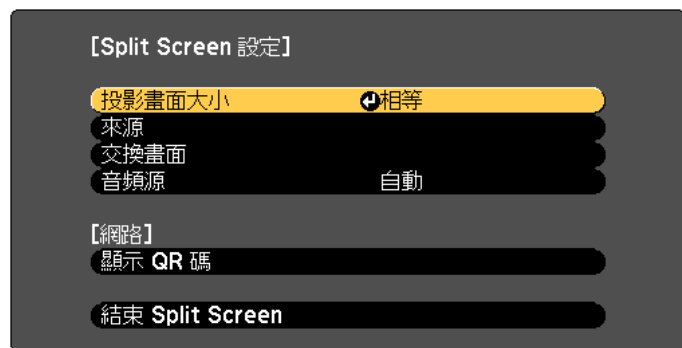 [Split Screen 設定]
投影畫面大小 相等
來源
交換畫面
音頻源 自動
[網路]
顯示 QR 碼
結束 Split Screen